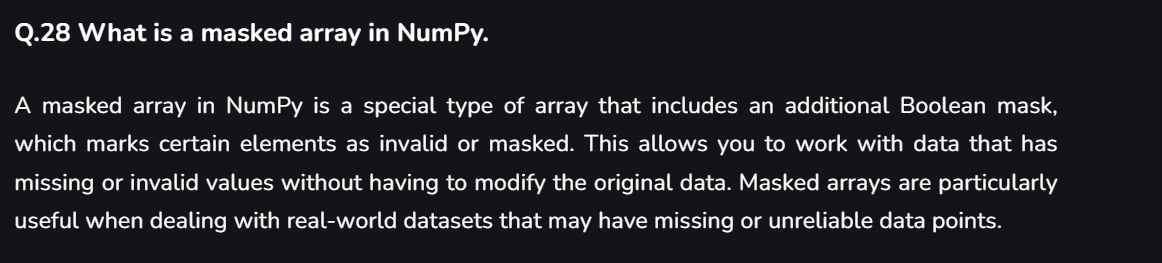 Q.28 What is a masked array in NumPy.
A masked array in NumPy is a special type of array that includes an additional Boolean mask,
which marks certain elements as invalid or masked. This allows you to work with data that has
missing or invalid values without having to modify the original data. Masked arrays are particularly
useful when dealing with real-world datasets that may have missing or unreliable data points.